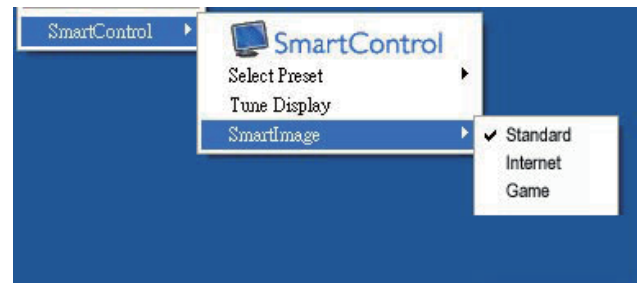 SmartControl
SmartControl
Select Preset
Tune Display
SmartImage
Standard
Internet
Game